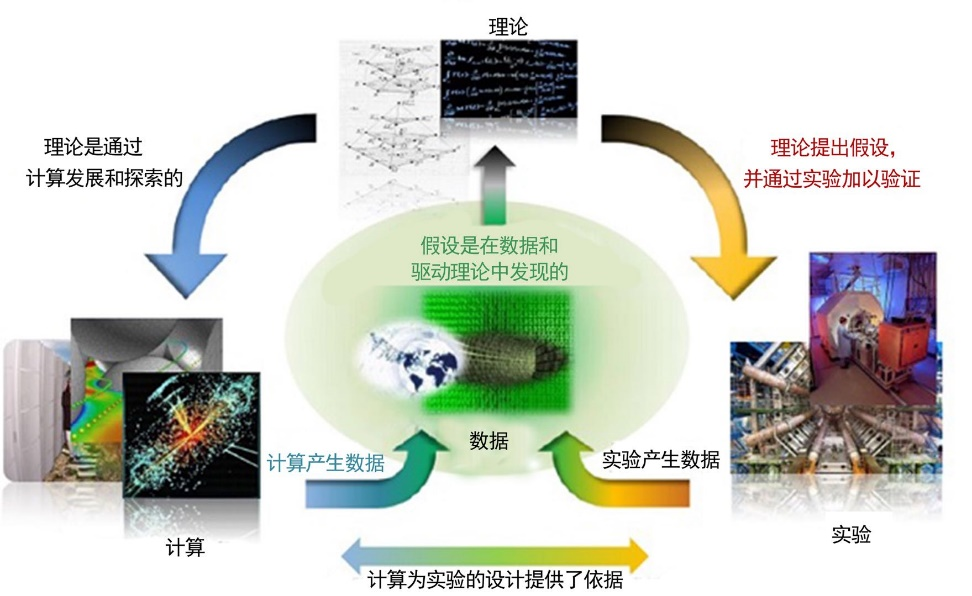 理论
理论是通过
计算发展和探索的
理论提出假设，
并通过实验加以验证
假设是在数据和
驱动理论中发现的
数据
计算产生数据
实验产生数据
计算
实验
计算为实验的设计提供了依据